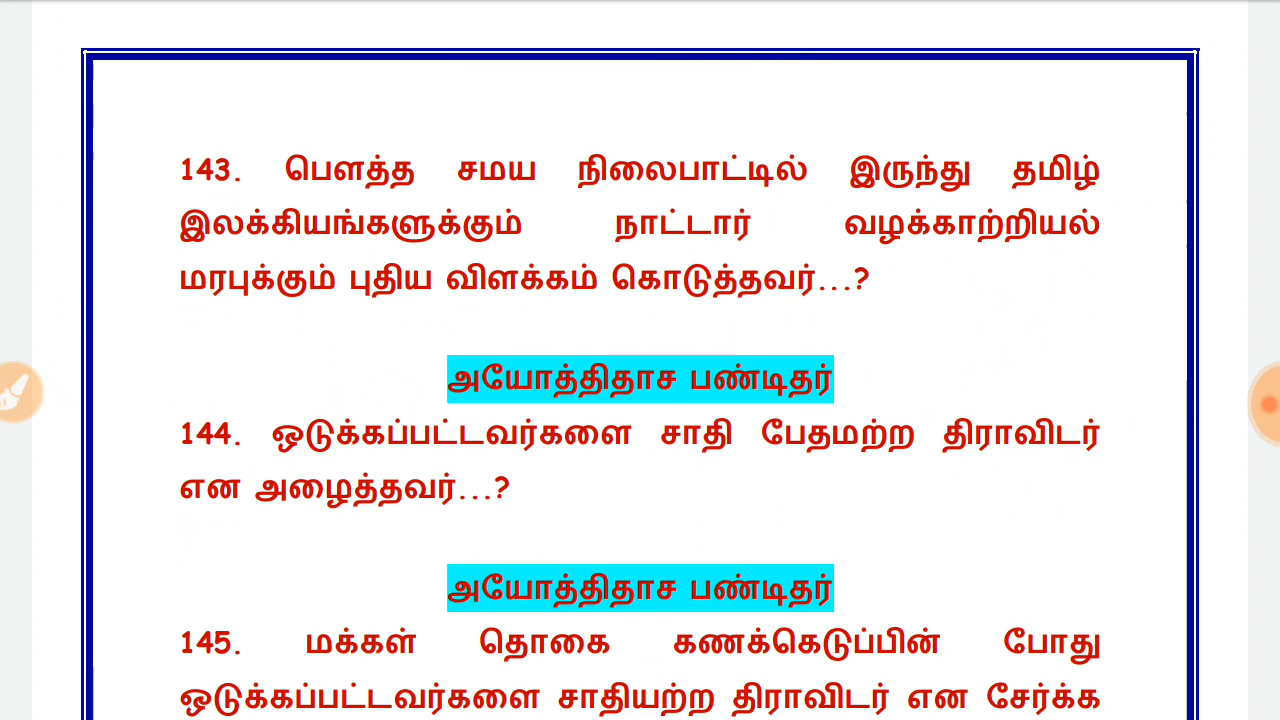 143. பௌத்த சமய நிலைபாட்டில் இருந்து தமிழ்
இலக்கியங்களுக்கும் நாட்டார் வழக்காற்றியல்
மரபுக்கும் புதிய விளக்கம் கொடுத்தவர்...?
அயோத்திதாச பண்டிதர்
144. ஒடுக்கப்பட்டவர்களை சாதி பேதமற்ற திராவிடர்
என அழைத்தவர்...?
அயோத்திதாச பண்டிதர்
145. மக்கள் தொகை கணக்கெடுப்பின் போது
ஒடுக்கப்பட்டவர்களை சாதியற்ற திராவிடர் என சேர்க்க